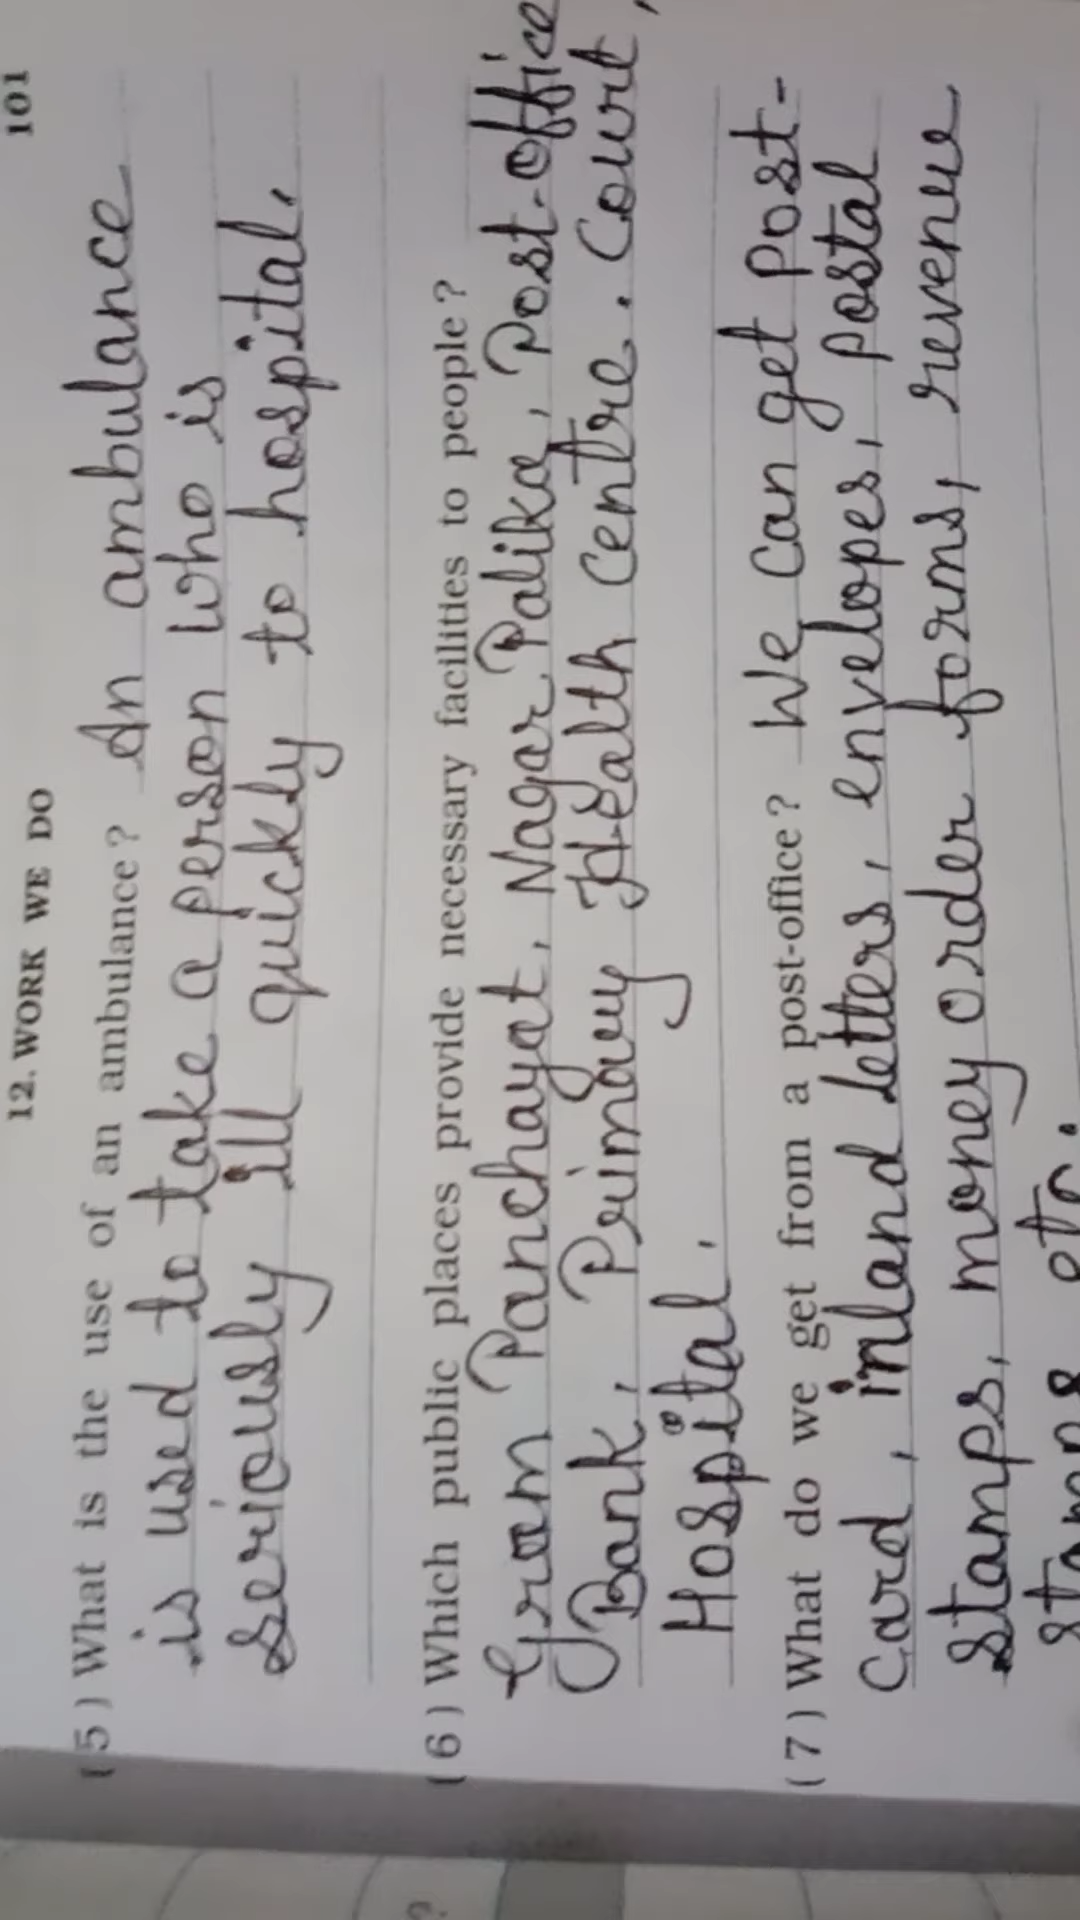 12. WORK WE DO 101
(5) What is the use of an ambulance? An ambulance
is used to take a person who is
seriously ill quickly to hospital.
(6) Which public places provide necessary facilities to people?
Gram Panchayat, Nagar Palika, Post-office
Bank, Primary Health Centre. Court,
Hospital.
(7) What do we get from a post-office? We can get post-
card, inland letters, envelopes, postal
stamps, money order forms, revenue
stamps etc.
?